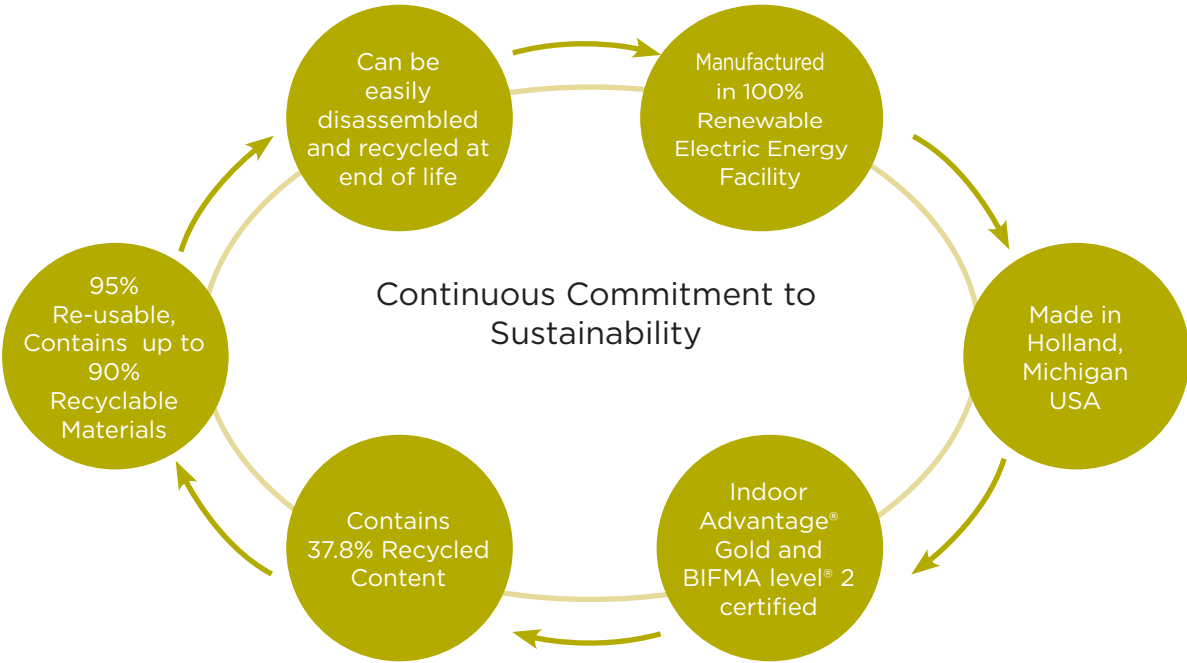 Can be
easily
disassembled
and recycled at
end of life
Manufactured
in 100%
Renewable
Electric Energy
Facility
Made in
Holland,
Michigan
USA
Indoor
Advantage®
Gold and
BIFMA level® 2
certified
Contains
37.8% Recycled
Content
95%
Re-usable,
Contains  up to
90%
Recyclable
Materials
Continuous Commitment to
Sustainability